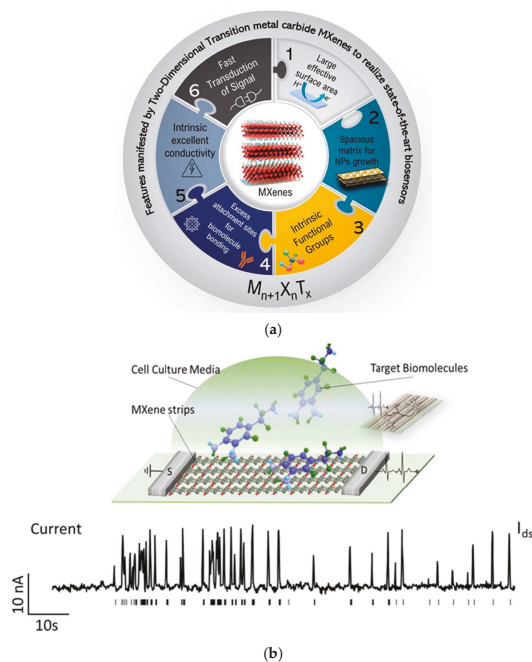 Features manifested by Two-Dimensional Transition metal carbide MXenes to realize state-of-the-art biosensors
1
Large
effective
surface area
H+
e-
2
Spacious
matrix for
NPs growth
3
Intrinsic
Functional
Groups
4
Excess
attachment sites
for
biomolecule
bonding
5
Intrinsic
excellent
conductivity
6
Fast
Transduction
of Signal
MXenes
Mn+1XnTx
(a)
Cell Culture Media
Target Biomolecules
MXene strips
S
D
Current
Ids
10 nA
10s
(b)